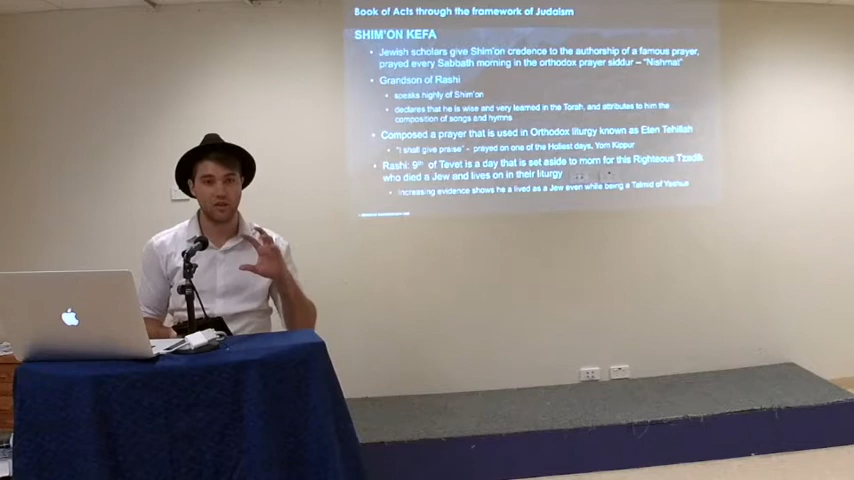 Book of Acts through the framework of Judaism
SHIM'ON KEFA
• Jewish scholars give Shim'on credence to the authorship of a famous prayer,
prayed every Sabbath morning in the orthodox prayer siddur – "Nishmat"
• Grandson of Rashi
• speaks highly of Shim'on
• declares that he is wise and very learned in the Torah, and attributes to him the
composition of songs and hymns
• Composed a prayer that is used in Orthodox liturgy known as Eten Tehillah
• "I shall give praise" - prayed on one of the Holiest days, Yom Kippur
• Rashi: 9th of Tevet is a day that is set aside to morn for this Righteous Tzadik
who died a Jew and lives on in their liturgy
• Increasing evidence shows he a lived as a Jew even while being a Talmid of Yeshua!